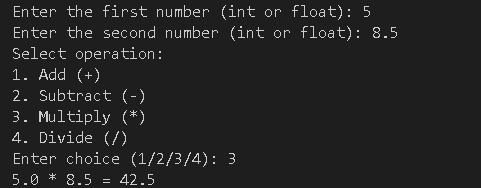 Enter the first number (int or float): 5
Enter the second number (int or float): 8.5
Select operation:
1. Add (+)
2. Subtract (-)
3. Multiply (*)
4. Divide (/)
Enter choice (1/2/3/4): 3
5.0 * 8.5 = 42.5